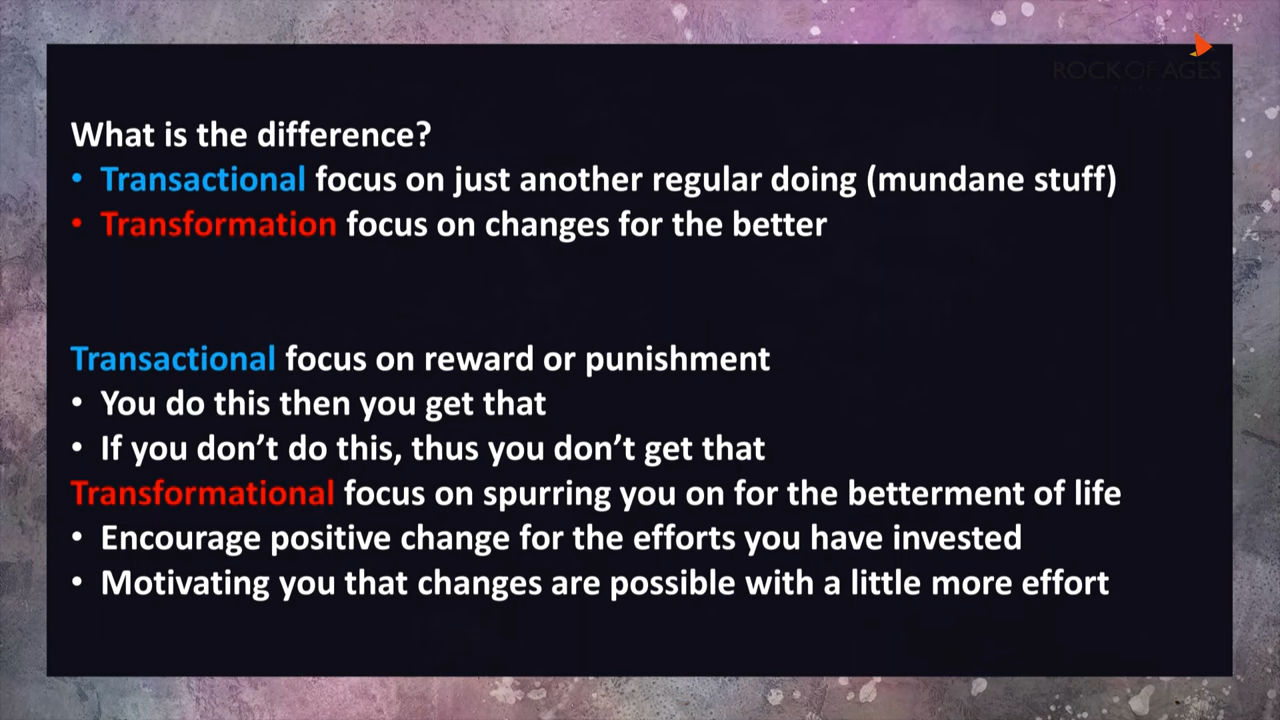 ROCK OF AGES
What is the difference?
• Transactional focus on just another regular doing (mundane stuff)
• Transformation focus on changes for the better
Transactional focus on reward or punishment
• You do this then you get that
• If you don’t do this, thus you don’t get that
Transformational focus on spurring you on for the betterment of life
• Encourage positive change for the efforts you have invested
• Motivating you that changes are possible with a little more effort